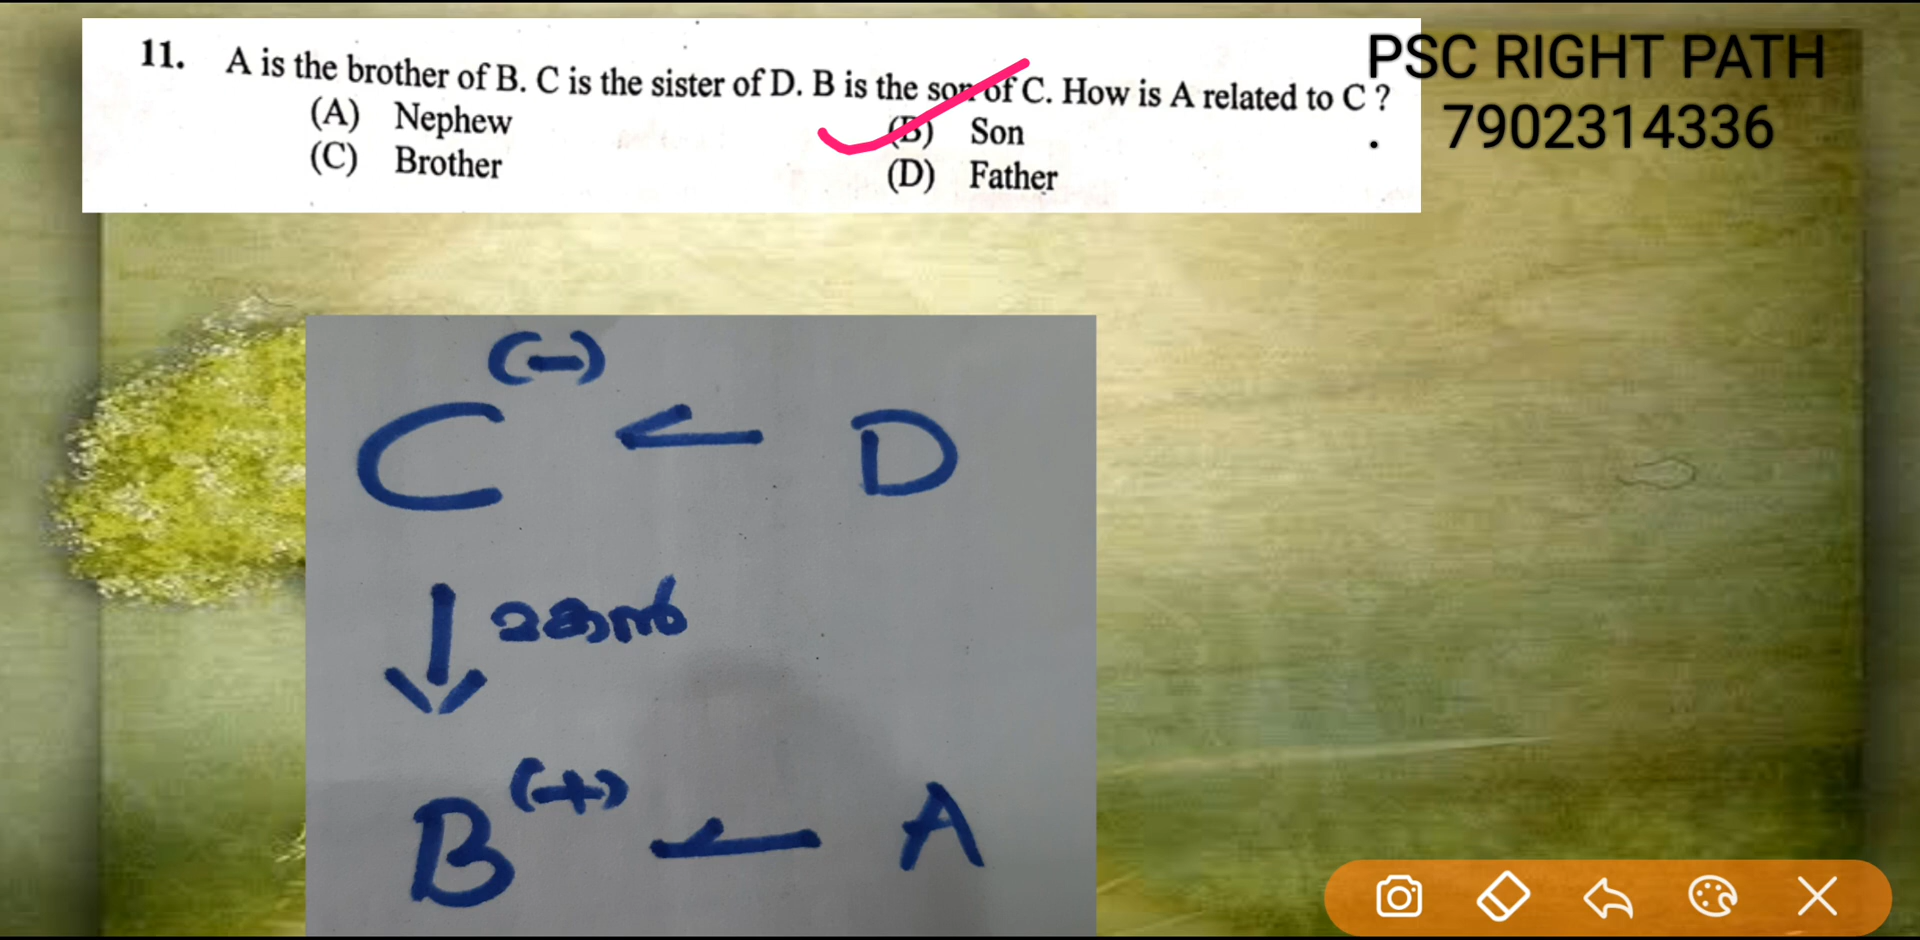 11. A is the brother of B. C is the sister of D. B is the son of C. How is A related to C ?
(A) Nephew (B) Son
(C) Brother (D) Father
PSC RIGHT PATH
7902314336
(-)
C D
മകൻ
(+)
B A